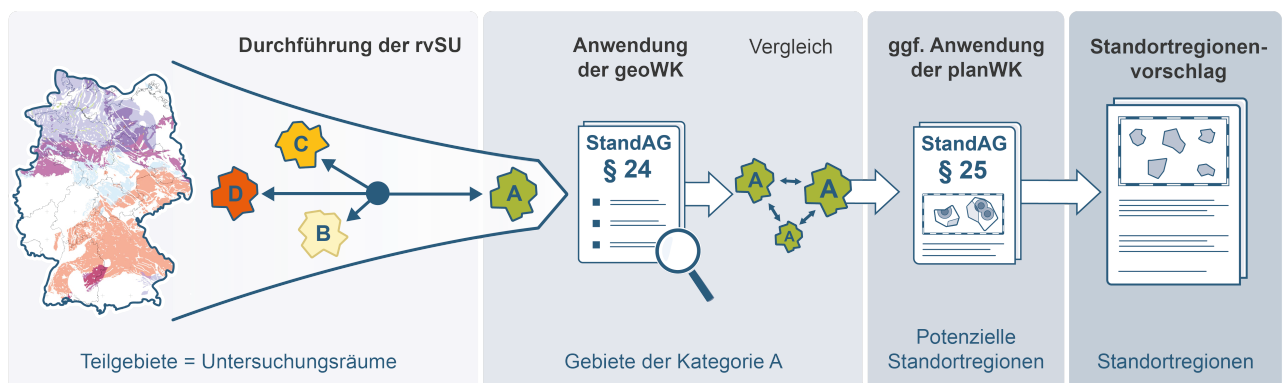 Durchführung der rvSU
C
D
B
A
Teilgebiete = Untersuchungsräume
Anwendung
der geoWK
Vergleich
StandAG
§ 24
A
A
A
Gebiete der Kategorie A
ggf. Anwendung
der planWK
StandAG
§ 25
Potenzielle
Standortregionen
Standortregionen-
vorschlag
Standortregionen